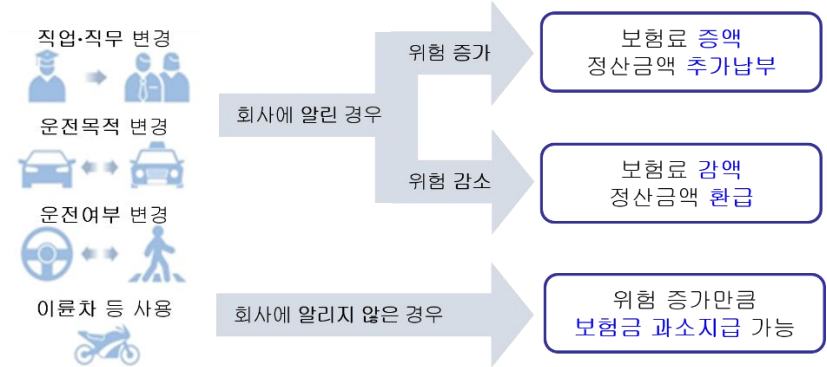 직업·직무 변경
운전목적 변경
운전여부 변경
이륜차 등 사용
회사에 알린 경우
위험 증가
보험료 증액
정산금액 추가납부
위험 감소
보험료 감액
정산금액 환급
회사에 알리지 않은 경우
위험 증가만큼
보험금 과소지급 가능